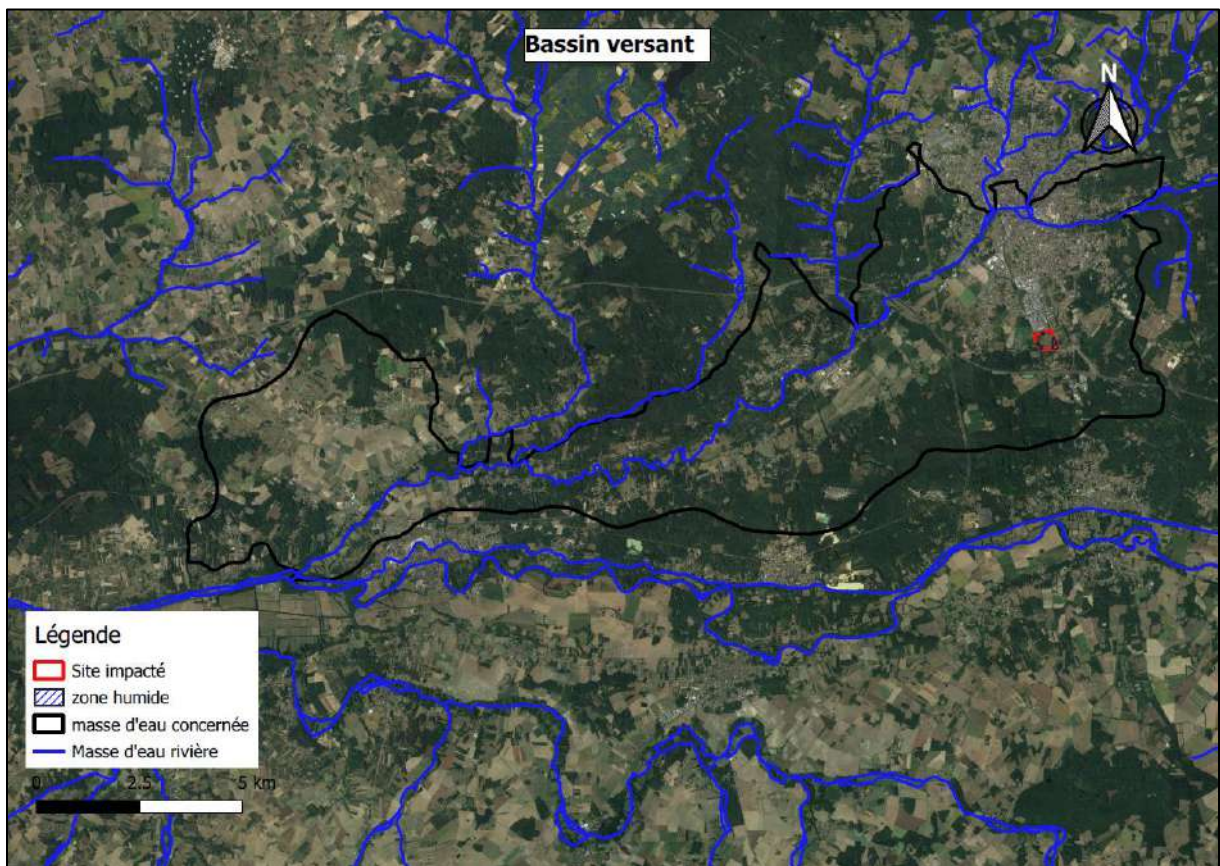 Bassin versant
N
Légende
Site impacté
zone humide
masse d'eau concernée
Masse d'eau rivière
0 2.5 5 km